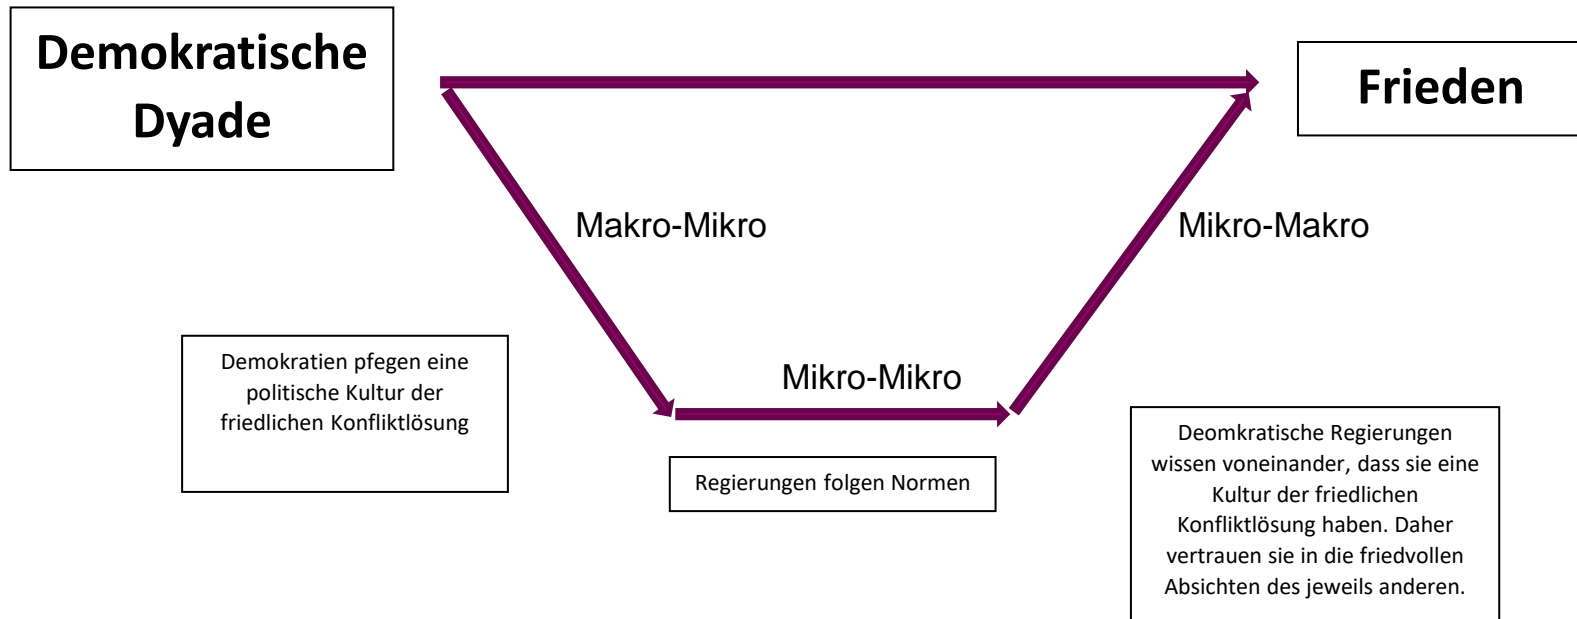 Demokratische
Dyade
Frieden
Makro-Mikro
Mikro-Makro
Mikro-Mikro
Demokratien pfegen eine
politische Kultur der
friedlichen Konfliktlösung
Regierungen folgen Normen
Deomkratische Regierungen
wissen voneinander, dass sie eine
Kultur der friedlichen
Konfliktlösung haben. Daher
vertrauen sie in die friedvollen
Absichten des jeweils anderen.